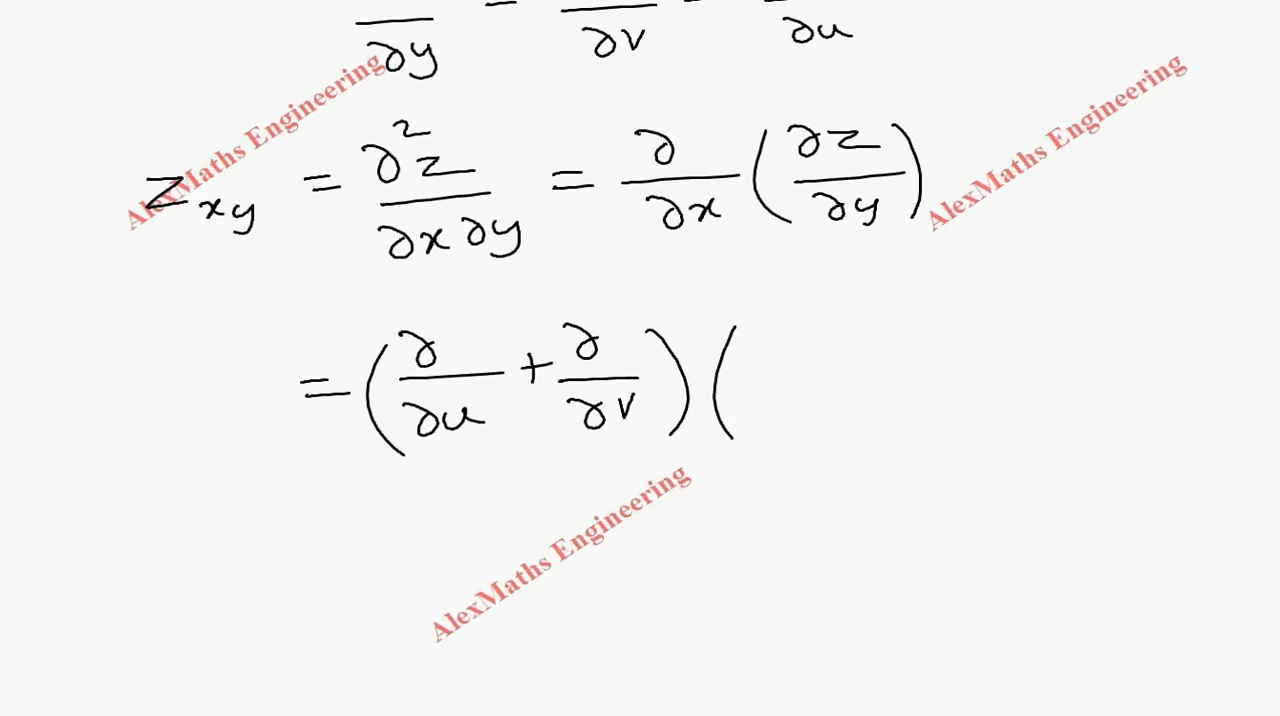 ∂y = ∂v - ∂u
z_xy = ∂²z/∂x∂y = ∂/∂x (∂z/∂y)
= (∂/∂u + ∂/∂v) (
AlexMaths Engineering
AlexMaths Engineering
AlexMaths Engineering